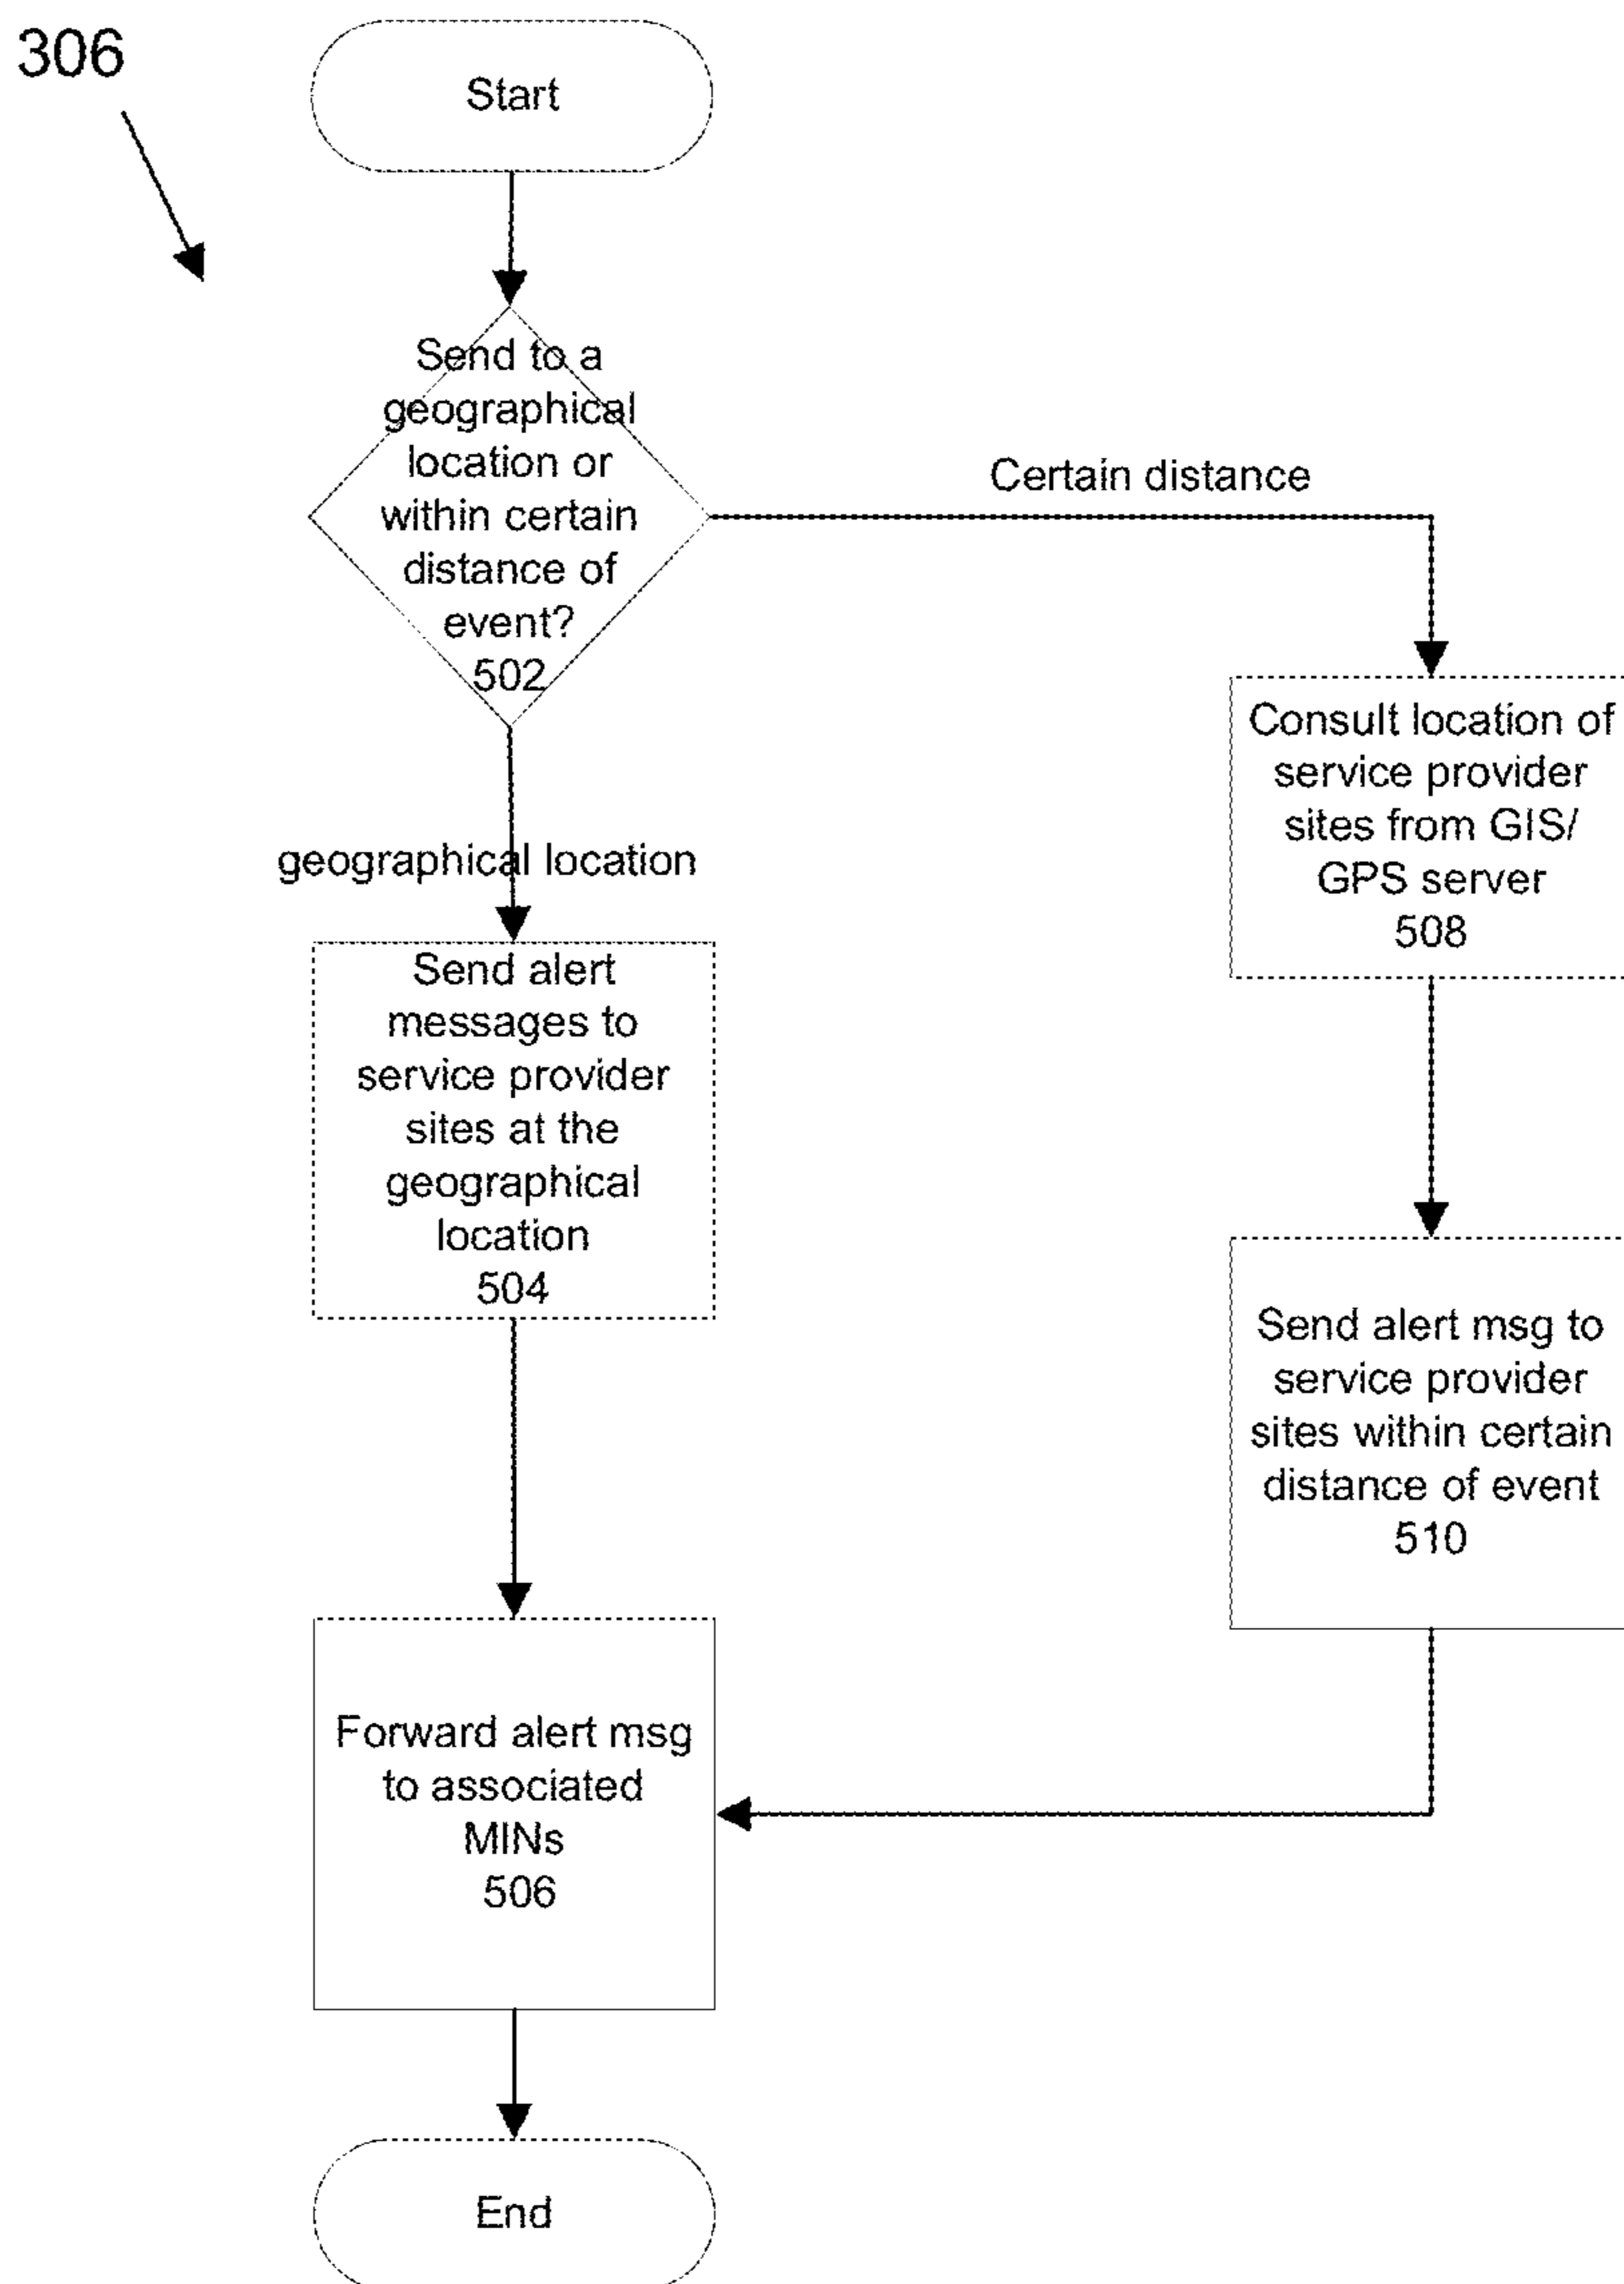 306
Start
Send to a
geographical
location or
within certain
distance of
event?
502
Certain distance
geographical location
Consult location of
service provider
sites from GIS/
GPS server
508
Send alert
messages to
service provider
sites at the
geographical
location
504
Send alert msg to
service provider
sites within certain
distance of event
510
Forward alert msg
to associated
MINs
506
End